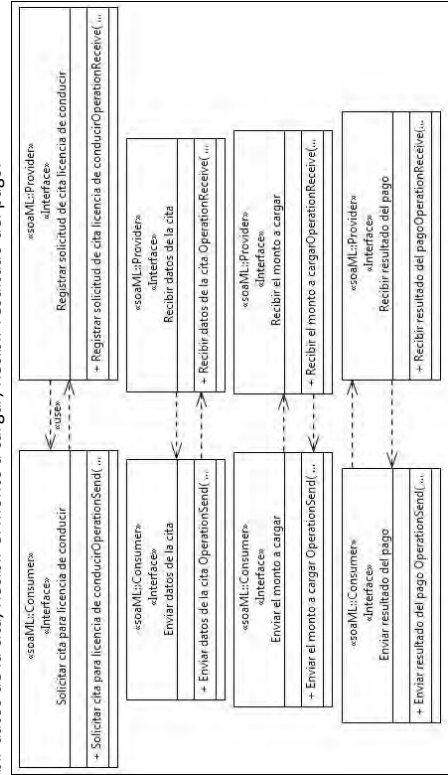 «soaML::Consumer»
«Interface»
Solicitar cita para licencia de conducir
+ Solicitar cita para licencia de conducirOperationSend( ...
«use»
«soaML::Provider»
«Interface»
Registrar solicitud de cita licencia de conducir
+ Registrar solicitud de cita licencia de conducirOperationReceive( ...
«soaML::Consumer»
«Interface»
Enviar datos de la cita
+ Enviar datos de la cita OperationSend( ...
«soaML::Provider»
«Interface»
Recibir datos de la cita
+ Recibir datos de la cita OperationReceive( ...
«soaML::Consumer»
«Interface»
Enviar el monto a cargar
+ Enviar el monto a cargar OperationSend( ...
«soaML::Provider»
«Interface»
Recibir el monto a cargar
+ Recibir el monto a cargarOperationReceive( ...
«soaML::Consumer»
«Interface»
Enviar resultado del pago
+ Enviar resultado del pago OperationSend( ...
«soaML::Provider»
«Interface»
Recibir resultado del pago
+ Recibir resultado del pagoOperationReceive( ...